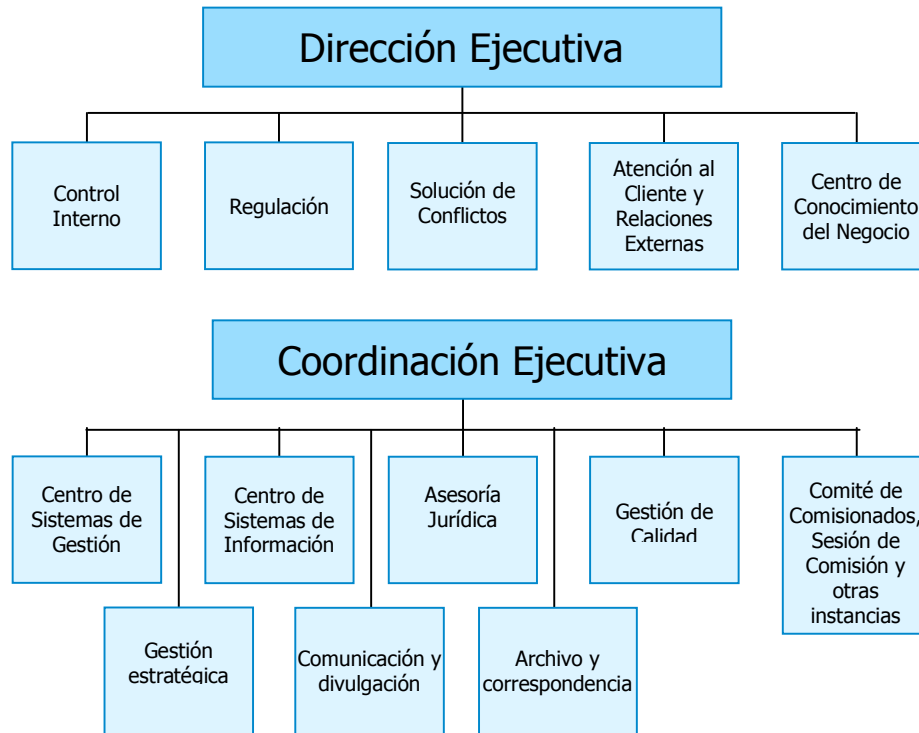 Dirección Ejecutiva
Control
Interno
Regulación
Solución de
Conflictos
Atención al
Cliente y
Relaciones
Externas
Centro de
Conocimiento
del Negocio
Coordinación Ejecutiva
Centro de
Sistemas de
Gestión
Centro de
Sistemas de
Información
Asesoría
Jurídica
Gestión de
Calidad
Comité de
Comisionados,
Sesión de
Comisión y
otras
instancias
Gestión
estratégica
Comunicación y
divulgación
Archivo y
correspondencia